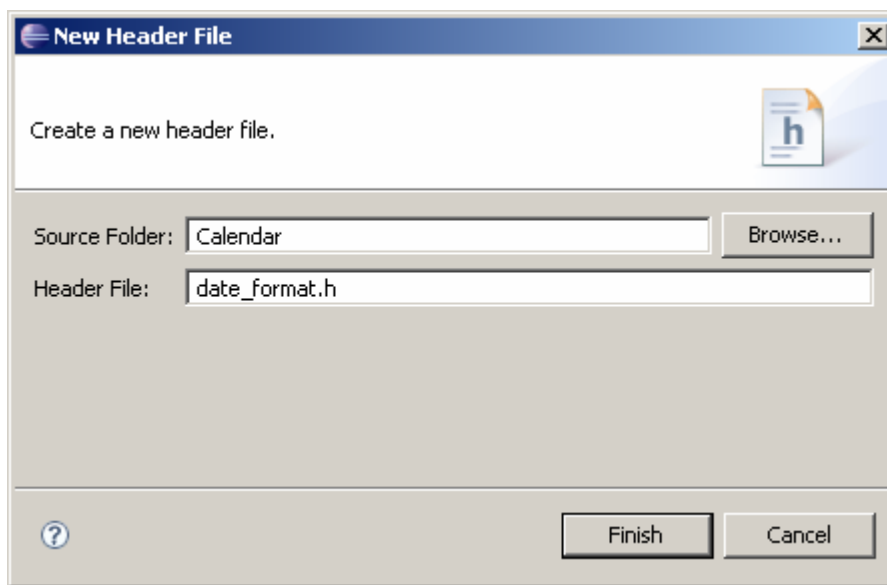 New Header File
Create a new header file.
h
Source Folder: Calendar Browse...
Header File: date_format.h
? Finish Cancel